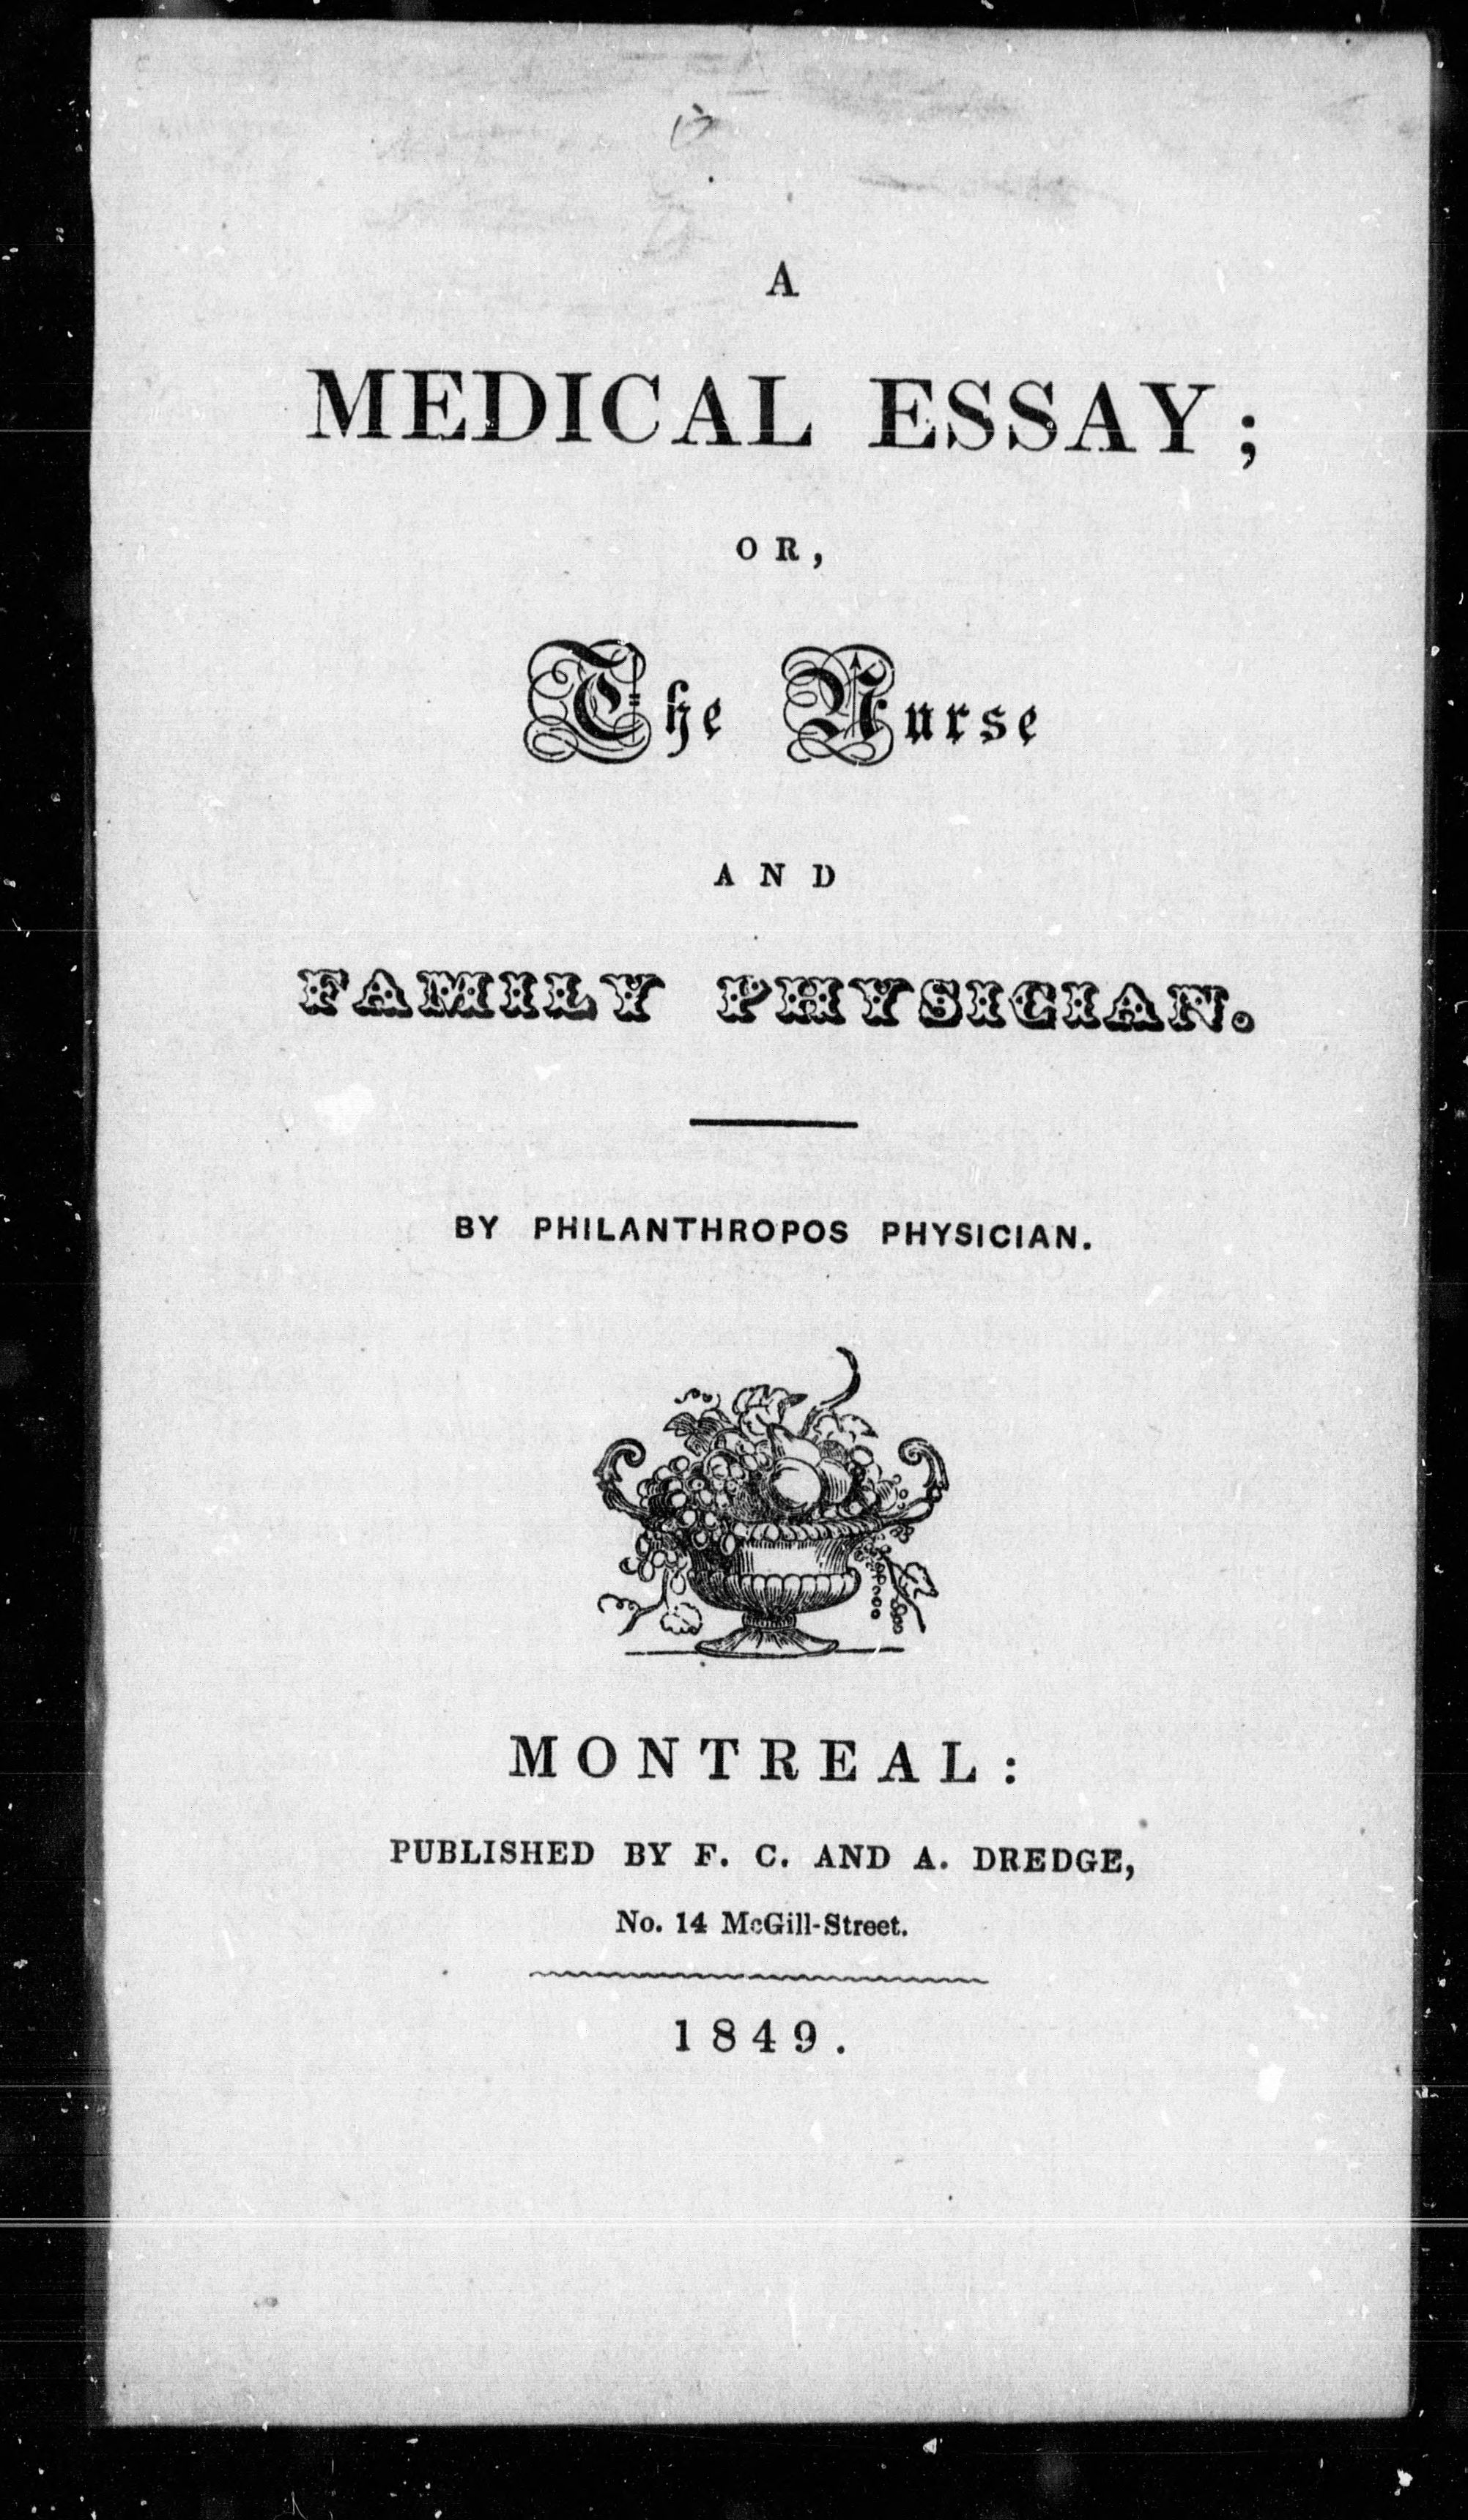 A
MEDICAL ESSAY;
OR,
The Nurse
AND
FAMILY PHYSICIAN.
BY PHILANTHROPOS PHYSICIAN.
MONTREAL:
PUBLISHED BY F. C. AND A. DREDGE,
No. 14 McGill-Street.
1849.